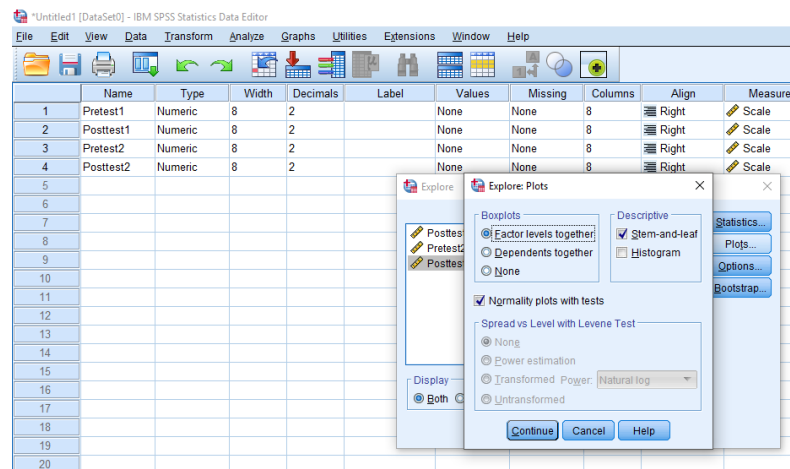 *Untitled1 [DataSet0] - IBM SPSS Statistics Data Editor
File Edit View Data Transform Analyze Graphs Utilities Extensions Window Help
Name Type Width Decimals Label Values Missing Columns Align Measure
1 Pretest1 Numeric 8 2 None None 8 Right Scale
2 Posttest1 Numeric 8 2 None None 8 Right Scale
3 Pretest2 Numeric 8 2 None None 8 Right Scale
4 Posttest2 Numeric 8 2 None None 8 Right Scale
5
6
7
8
9
10
11
12
13
14
15
16
17
18
19
20
Explore
Posttes
Pretest2
Posttes
Display
Both
Statistics...
Plots...
Options...
Bootstrap...
Explore: Plots
Boxplots
Factor levels together
Dependents together
None
Descriptive
Stem-and-leaf
Histogram
Normality plots with tests
Spread vs Level with Levene Test
None
Power estimation
Transformed Power: Natural log
Untransformed
Continue Cancel Help